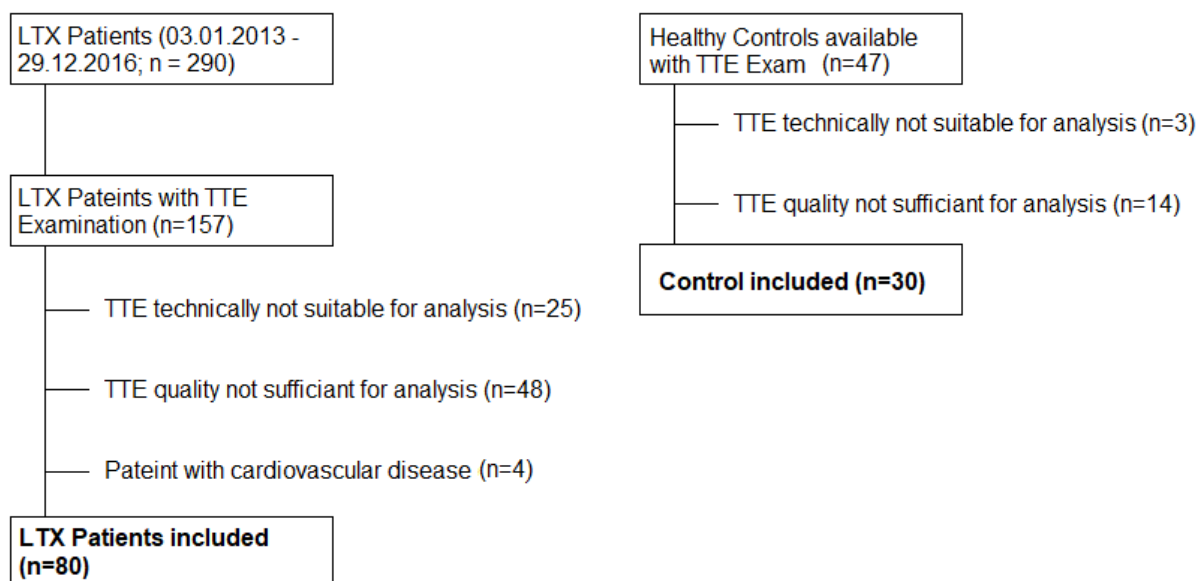 LTX Patients (03.01.2013 -
29.12.2016; n = 290)
LTX Pateints with TTE
Examination (n=157)
TTE technically not suitable for analysis (n=25)
TTE quality not sufficiant for analysis (n=48)
Pateint with cardiovascular disease (n=4)
LTX Patients included
(n=80)
Healthy Controls available
with TTE Exam (n=47)
TTE technically not suitable for analysis (n=3)
TTE quality not sufficiant for analysis (n=14)
Control included (n=30)